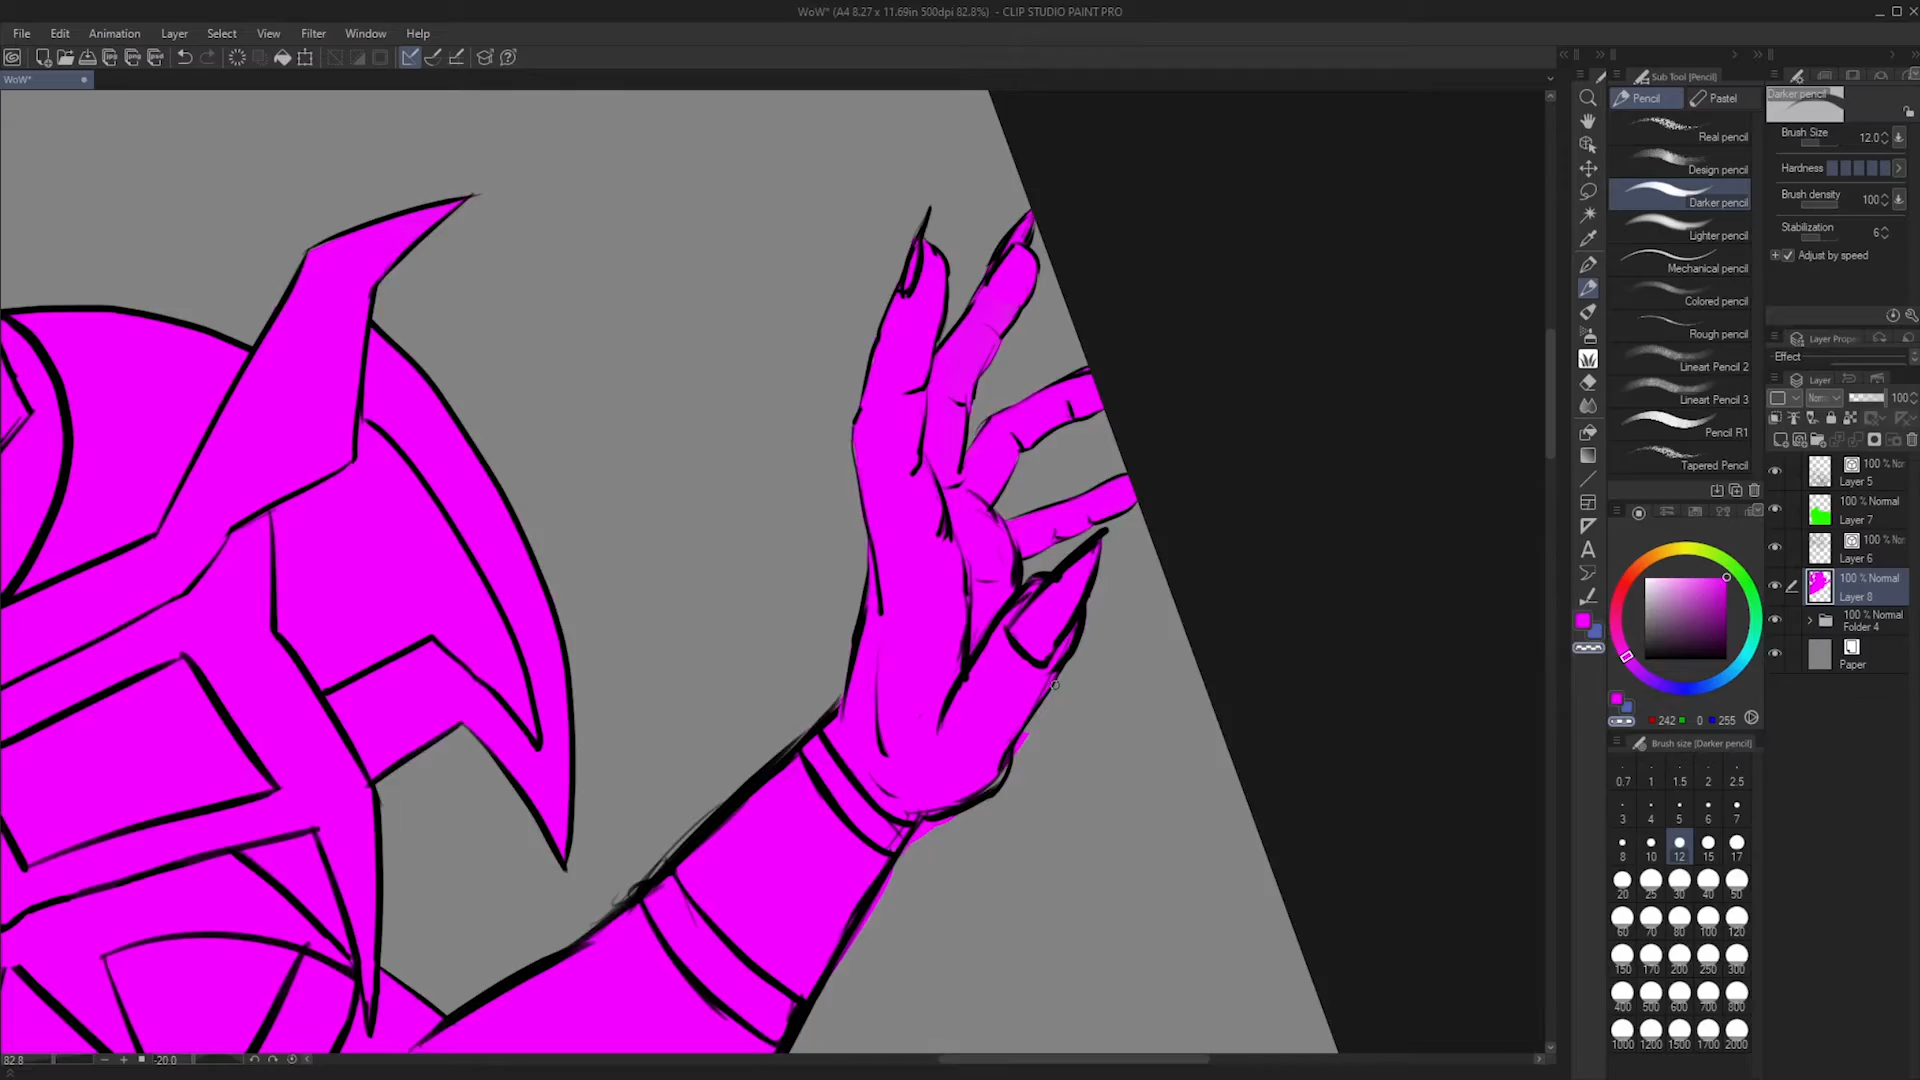 WoW* (A4 8.27 x 11.69in 500dpi 82.8%) - CLIP STUDIO PAINT PRO
File Edit Animation Layer Select View Filter Window Help
WoW*
Sub Tool [Pencil]
Pencil Pastel
Real pencil
Design pencil
Darker pencil
Lighter pencil
Mechanical pencil
Colored pencil
Rough pencil
Lineart Pencil 2
Lineart Pencil 3
Pencil R1
Tapered Pencil
Darker pencil
Brush Size 12.0
Hardness
Brush density 100
Stabilization 6
Adjust by speed
Layer Prope
Effect
Layer
Norm 100
100 % Nor
Layer 5
100 % Normal
Layer 7
100 % Nor
Layer 6
100 % Normal
Layer 8
100 % Normal
Folder 4
Paper
242 0 255
Brush size [Darker pencil]
0.7 1 1.5 2 2.5
3 4 5 6 7
8 10 12 15 17
20 25 30 40 50
60 70 80 100 120
150 170 200 250 300
400 500 600 700 800
1000 1200 1500 1700 2000
82.8 -20.0